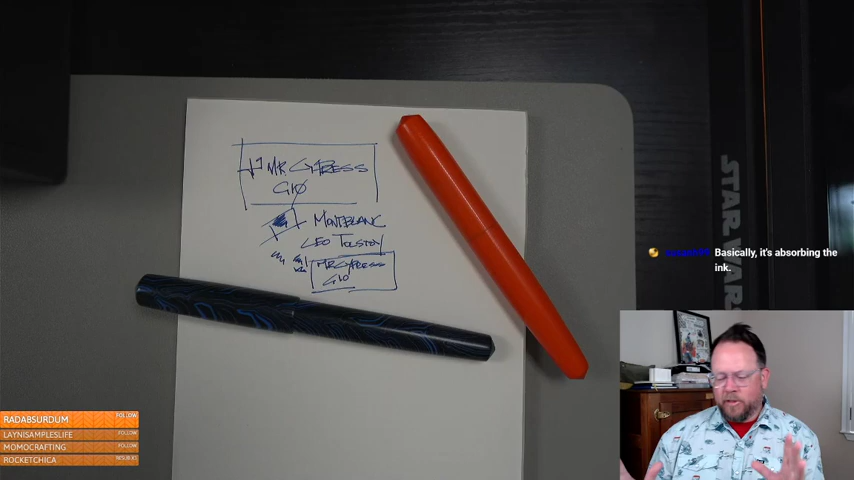 MR. CYPRESS
G10
MONTBLANC
LEO TOLSTOY
MR CYPRESS
G10
STAR WARS
Basically, it's absorbing the
ink.
RADABSURDUM FOLLOW
LAYNISAMPLESLIFE FOLLOW
MOMOCRAFTING FOLLOW
ROCKETCHICA